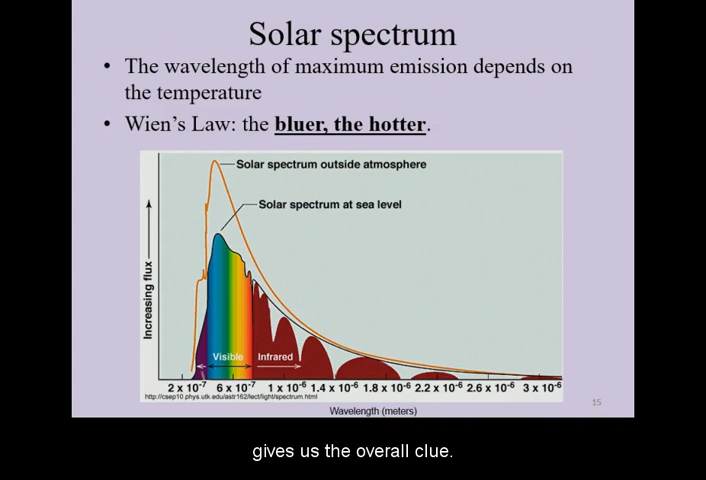 Solar spectrum
• The wavelength of maximum emission depends on
the temperature
• Wien's Law: the bluer, the hotter.
Solar spectrum outside atmosphere
Solar spectrum at sea level
Increasing flux
Visible
Infrared
2 x 10⁻⁷ 6 x 10⁻⁷ 1 x 10⁻⁶ 1.4 x 10⁻⁶ 1.8 x 10⁻⁶ 2.2 x 10⁻⁶ 2.6 x 10⁻⁶ 3 x 10⁻⁶
http://csep10.phys.utk.edu/astr162/lect/light/spectrum.html
15
Wavelength (meters)
gives us the overall clue.